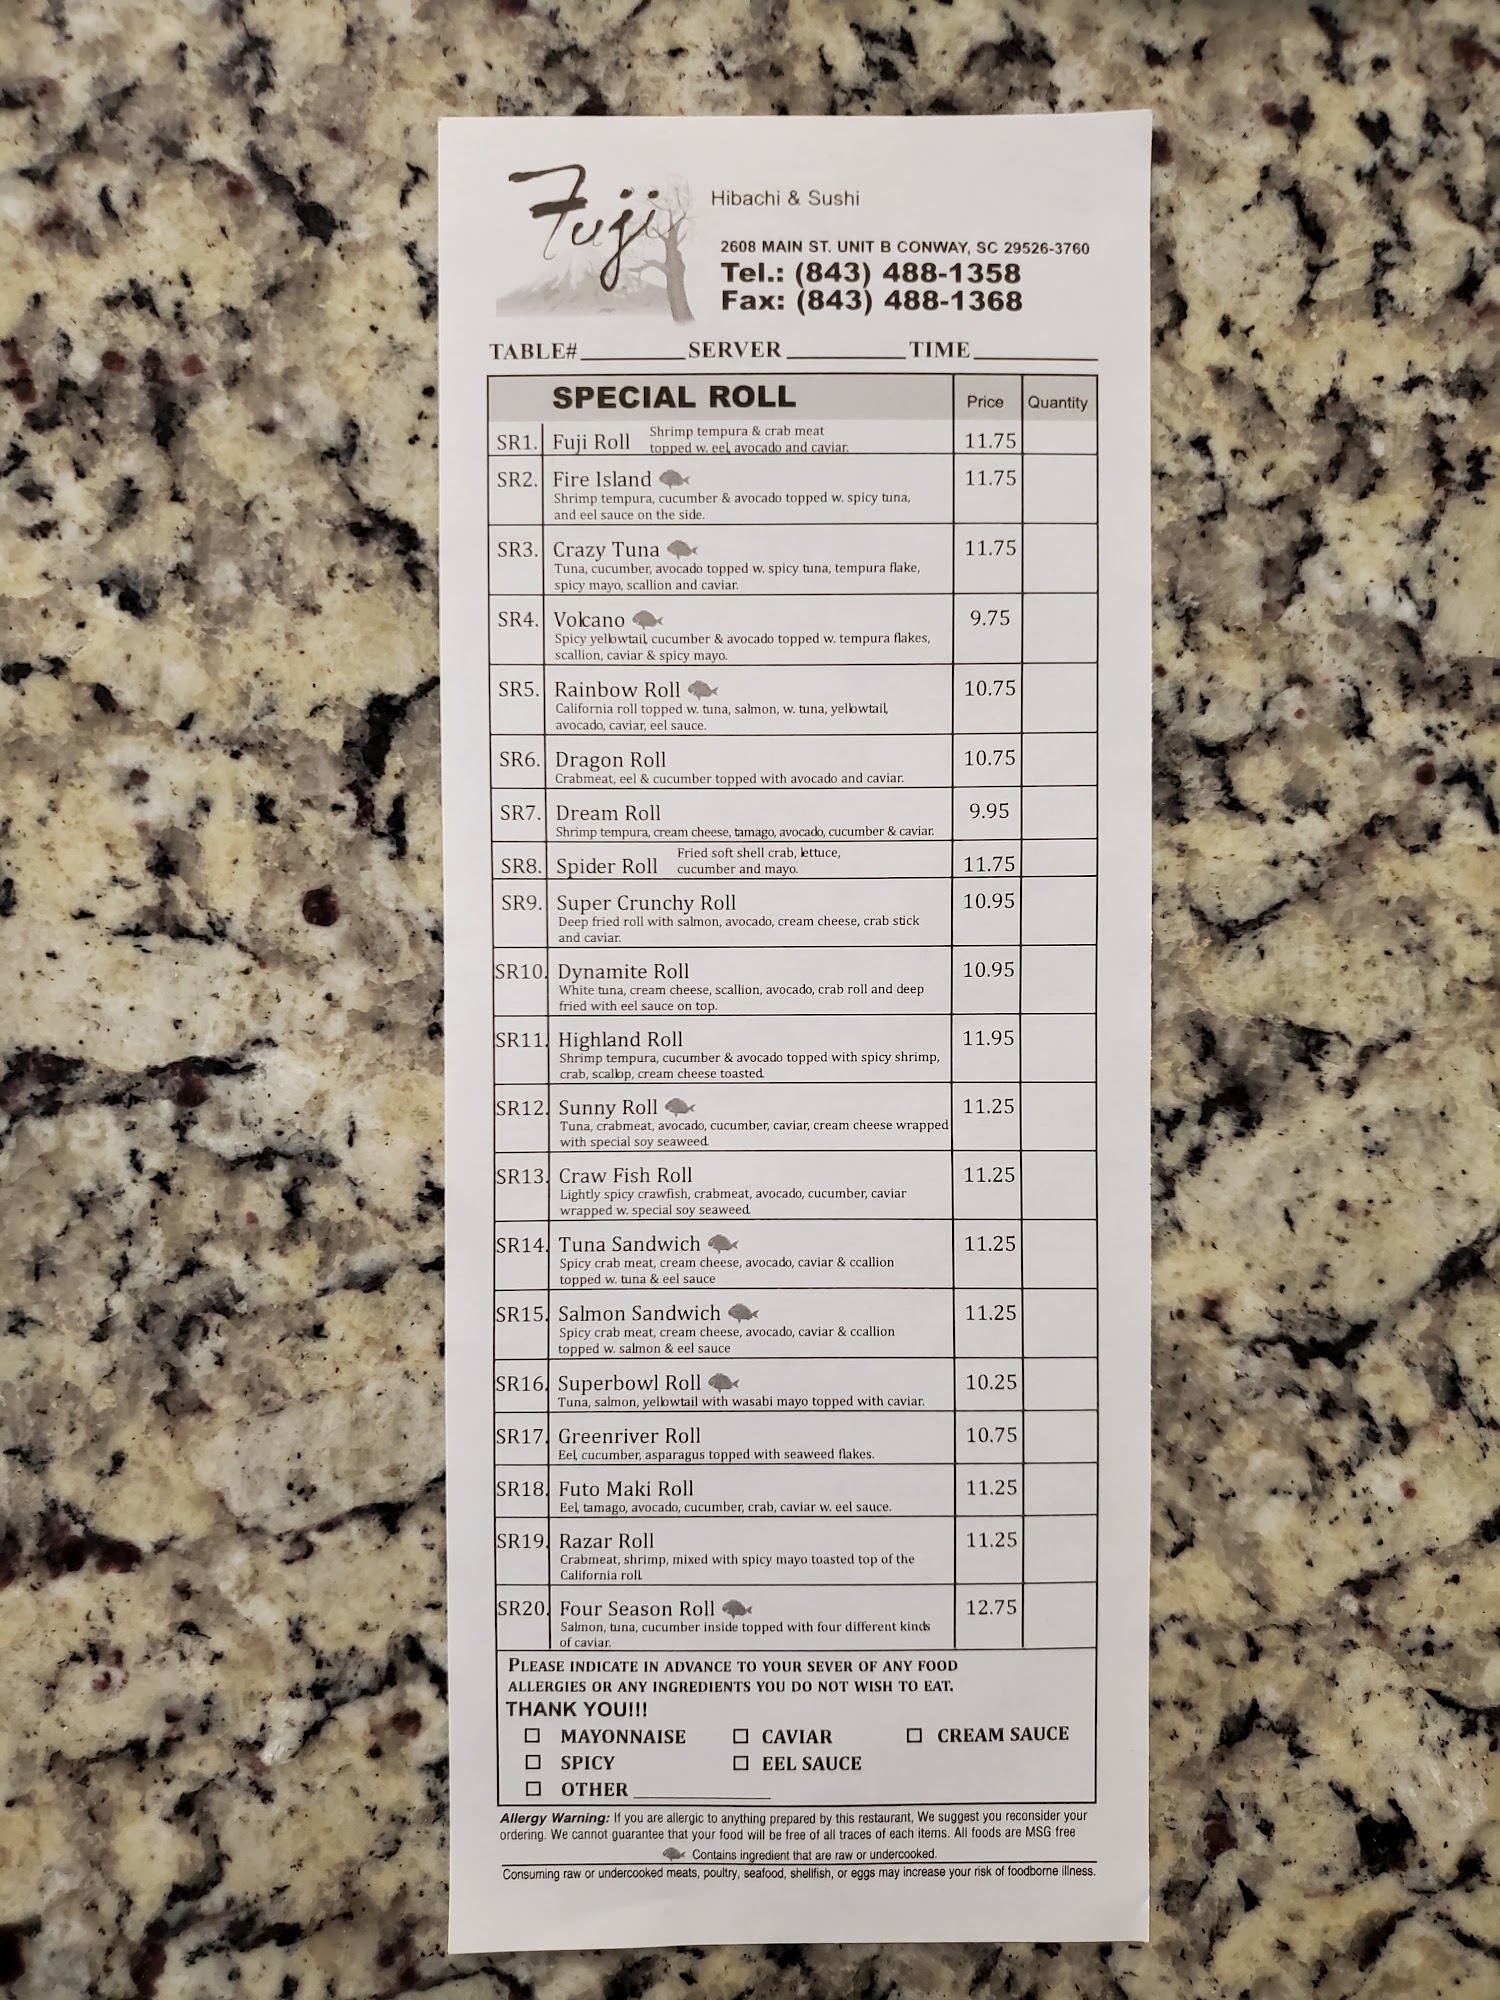 Fuji
Hibachi & Sushi
2608 MAIN ST. UNIT B CONWAY, SC 29526-3760
Tel.: (843) 488-1358
Fax: (843) 488-1368
TABLE# SERVER TIME
SPECIAL ROLL Price Quantity
SR1. Fuji Roll Shrimp tempura & crab meat
topped w. eel, avocado and caviar. 11.75
SR2. Fire Island 11.75
Shrimp tempura, cucumber & avocado topped w. spicy tuna,
and eel sauce on the side.
SR3. Crazy Tuna 11.75
Tuna, cucumber, avocado topped w. spicy tuna, tempura flake,
spicy mayo, scallion and caviar.
SR4. Volcano 9.75
Spicy yellowtail, cucumber & avocado topped w. tempura flakes,
scallion, caviar & spicy mayo.
SR5. Rainbow Roll 10.75
California roll topped w. tuna, salmon, w. tuna, yellowtail,
avocado, caviar, eel sauce.
SR6. Dragon Roll 10.75
Crabmeat, eel & cucumber topped with avocado and caviar.
SR7. Dream Roll 9.95
Shrimp tempura, cream cheese, tamago, avocado, cucumber & caviar.
SR8. Spider Roll Fried soft shell crab, lettuce,
cucumber and mayo. 11.75
SR9. Super Crunchy Roll 10.95
Deep fried roll with salmon, avocado, cream cheese, crab stick
and caviar.
SR10. Dynamite Roll 10.95
White tuna, cream cheese, scallion, avocado, crab roll and deep
fried with eel sauce on top.
SR11. Highland Roll 11.95
Shrimp tempura, cucumber & avocado topped with spicy shrimp,
crab, scallop, cream cheese toasted.
SR12. Sunny Roll 11.25
Tuna, crabmeat, avocado, cucumber, caviar, cream cheese wrapped
with special soy seaweed.
SR13. Craw Fish Roll 11.25
Lightly spicy crawfish, crabmeat, avocado, cucumber, caviar
wrapped w. special soy seaweed.
SR14. Tuna Sandwich 11.25
Spicy crab meat, cream cheese, avocado, caviar & ccallion
topped w. tuna & eel sauce
SR15. Salmon Sandwich 11.25
Spicy crab meat, cream cheese, avocado, caviar & ccallion
topped w. salmon & eel sauce
SR16. Superbowl Roll 10.25
Tuna, salmon, yellowtail with wasabi mayo topped with caviar.
SR17. Greenriver Roll 10.75
Eel, cucumber, asparagus topped with seaweed flakes.
SR18. Futo Maki Roll 11.25
Eel, tamago, avocado, cucumber, crab, caviar w. eel sauce.
SR19. Razar Roll 11.25
Crabmeat, shrimp, mixed with spicy mayo toasted top of the
California roll.
SR20. Four Season Roll 12.75
Salmon, tuna, cucumber inside topped with four different kinds
of caviar.
PLEASE INDICATE IN ADVANCE TO YOUR SEVER OF ANY FOOD
ALLERGIES OR ANY INGREDIENTS YOU DO NOT WISH TO EAT.
THANK YOU!!!
☐ MAYONNAISE ☐ CAVIAR ☐ CREAM SAUCE
☐ SPICY ☐ EEL SAUCE
☐ OTHER
Allergy Warning: If you are allergic to anything prepared by this restaurant, We suggest you reconsider your
ordering. We cannot guarantee that your food will be free of all traces of each items. All foods are MSG free
Contains ingredient that are raw or undercooked.
Consuming raw or undercooked meats, poultry, seafood, shellfish, or eggs may increase your risk of foodborne illness.